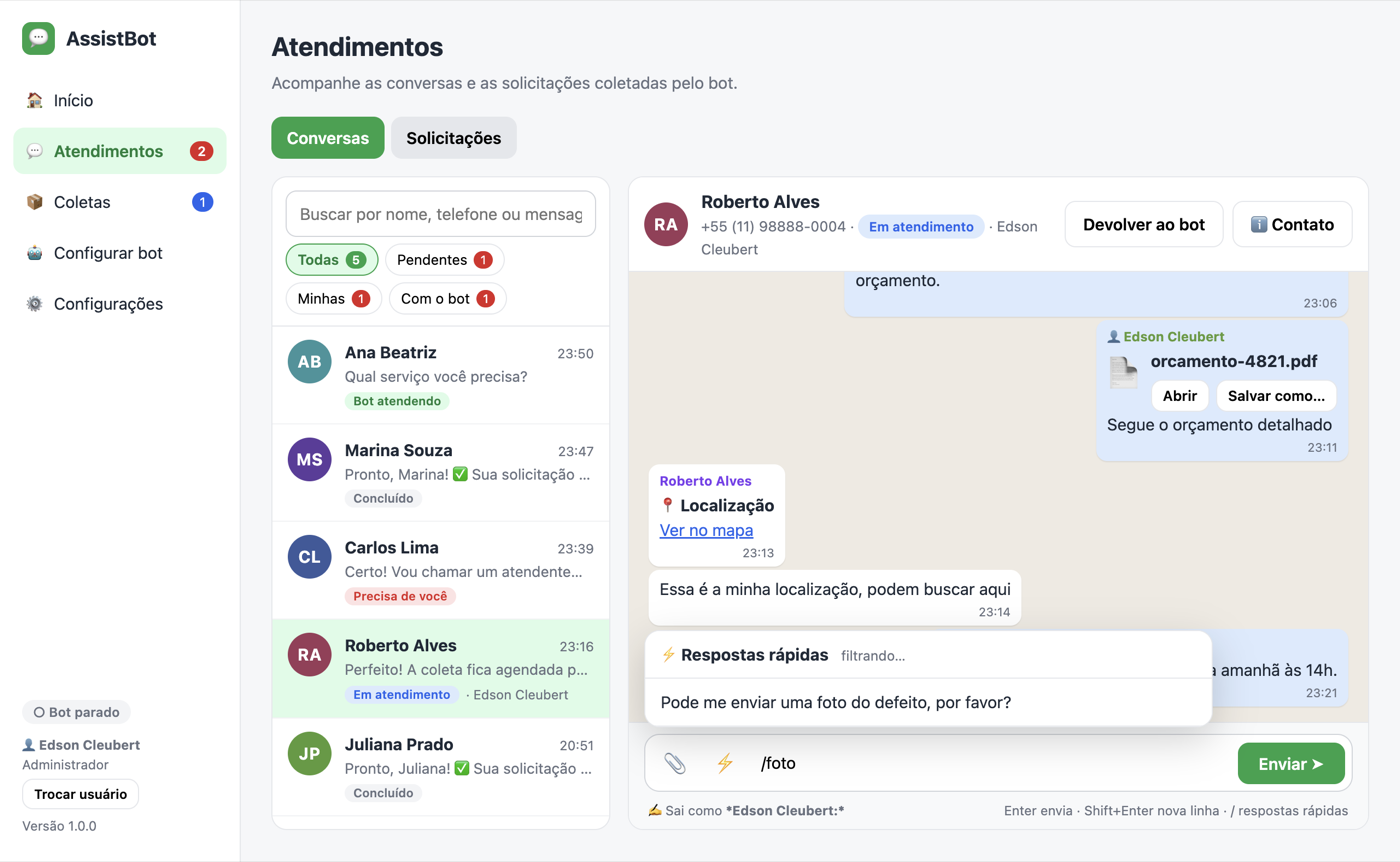 AssistBot
Início
Atendimentos 2
Coletas 1
Configurar bot
Configurações
Bot parado
Edson Cleubert
Administrador
Trocar usuário
Versão 1.0.0
Atendimentos
Acompanhe as conversas e as solicitações coletadas pelo bot.
Conversas Solicitações
Buscar por nome, telefone ou mensag
Todas 5 Pendentes 1
Minhas 1 Com o bot 1
AB Ana Beatriz 23:50
Qual serviço você precisa?
Bot atendendo
MS Marina Souza 23:47
Pronto, Marina! ✅ Sua solicitação ...
Concluído
CL Carlos Lima 23:39
Certo! Vou chamar um atendente...
Precisa de você
RA Roberto Alves 23:16
Perfeito! A coleta fica agendada p...
Em atendimento · Edson Cleubert
JP Juliana Prado 20:51
Pronto, Juliana! ✅ Sua solicitação ...
Concluído
RA Roberto Alves
+55 (11) 98888-0004 · Em atendimento · Edson
Cleubert
Devolver ao bot ℹ️ Contato
orçamento.
23:06
👤 Edson Cleubert
orcamento-4821.pdf
Abrir Salvar como...
Segue o orçamento detalhado
23:11
Roberto Alves
📍 Localização
Ver no mapa
23:13
Essa é a minha localização, podem buscar aqui
23:14
amanhã às 14h.
23:21
⚡ Respostas rápidas filtrando...
Pode me enviar uma foto do defeito, por favor?
/foto
Enviar ➤
✍️ Sai como *Edson Cleubert:*
Enter envia · Shift+Enter nova linha · / respostas rápidas